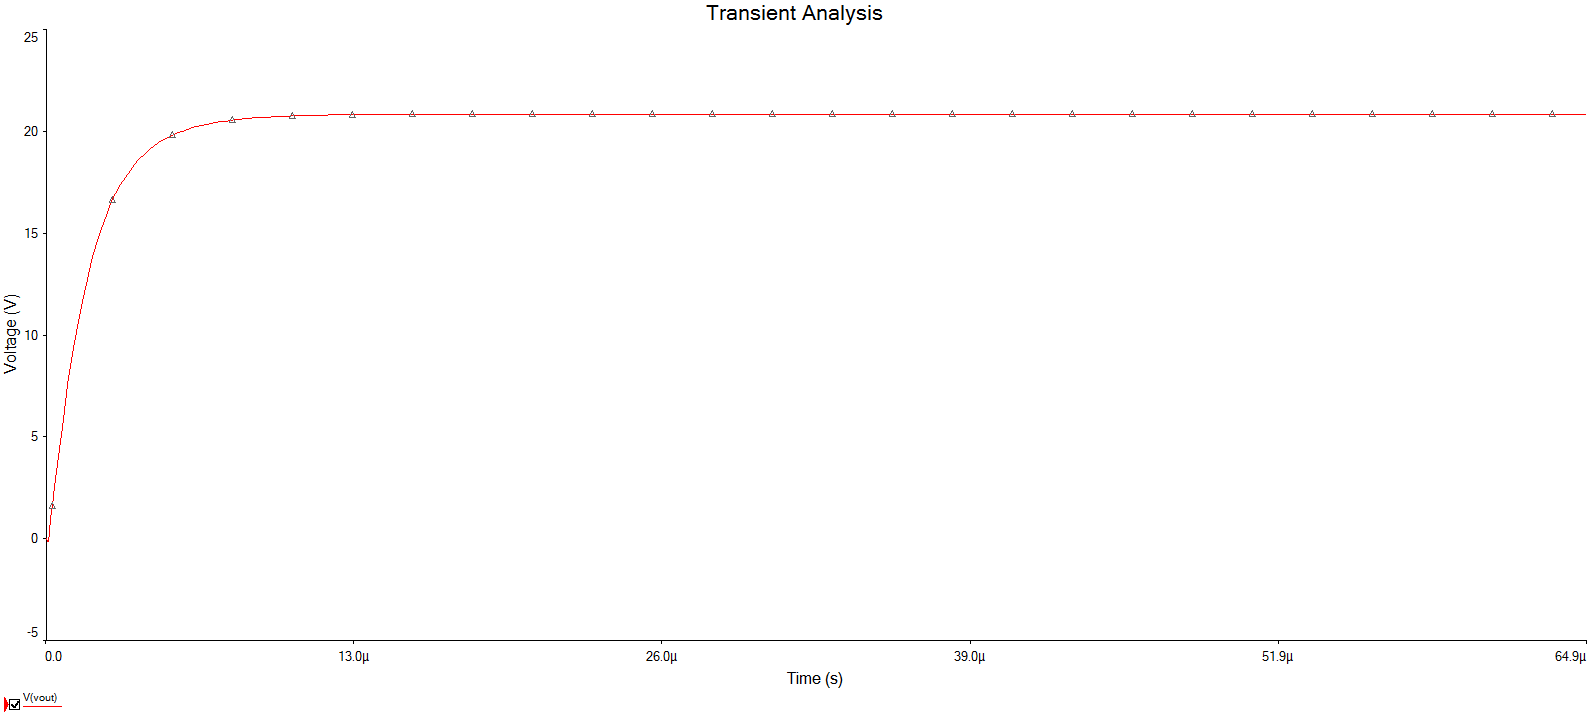 Transient Analysis
25
20
15
10
5
0
-5
Voltage (V)
0.0
13.0µ
26.0µ
39.0µ
51.9µ
64.9µ
Time (s)
V(vout)